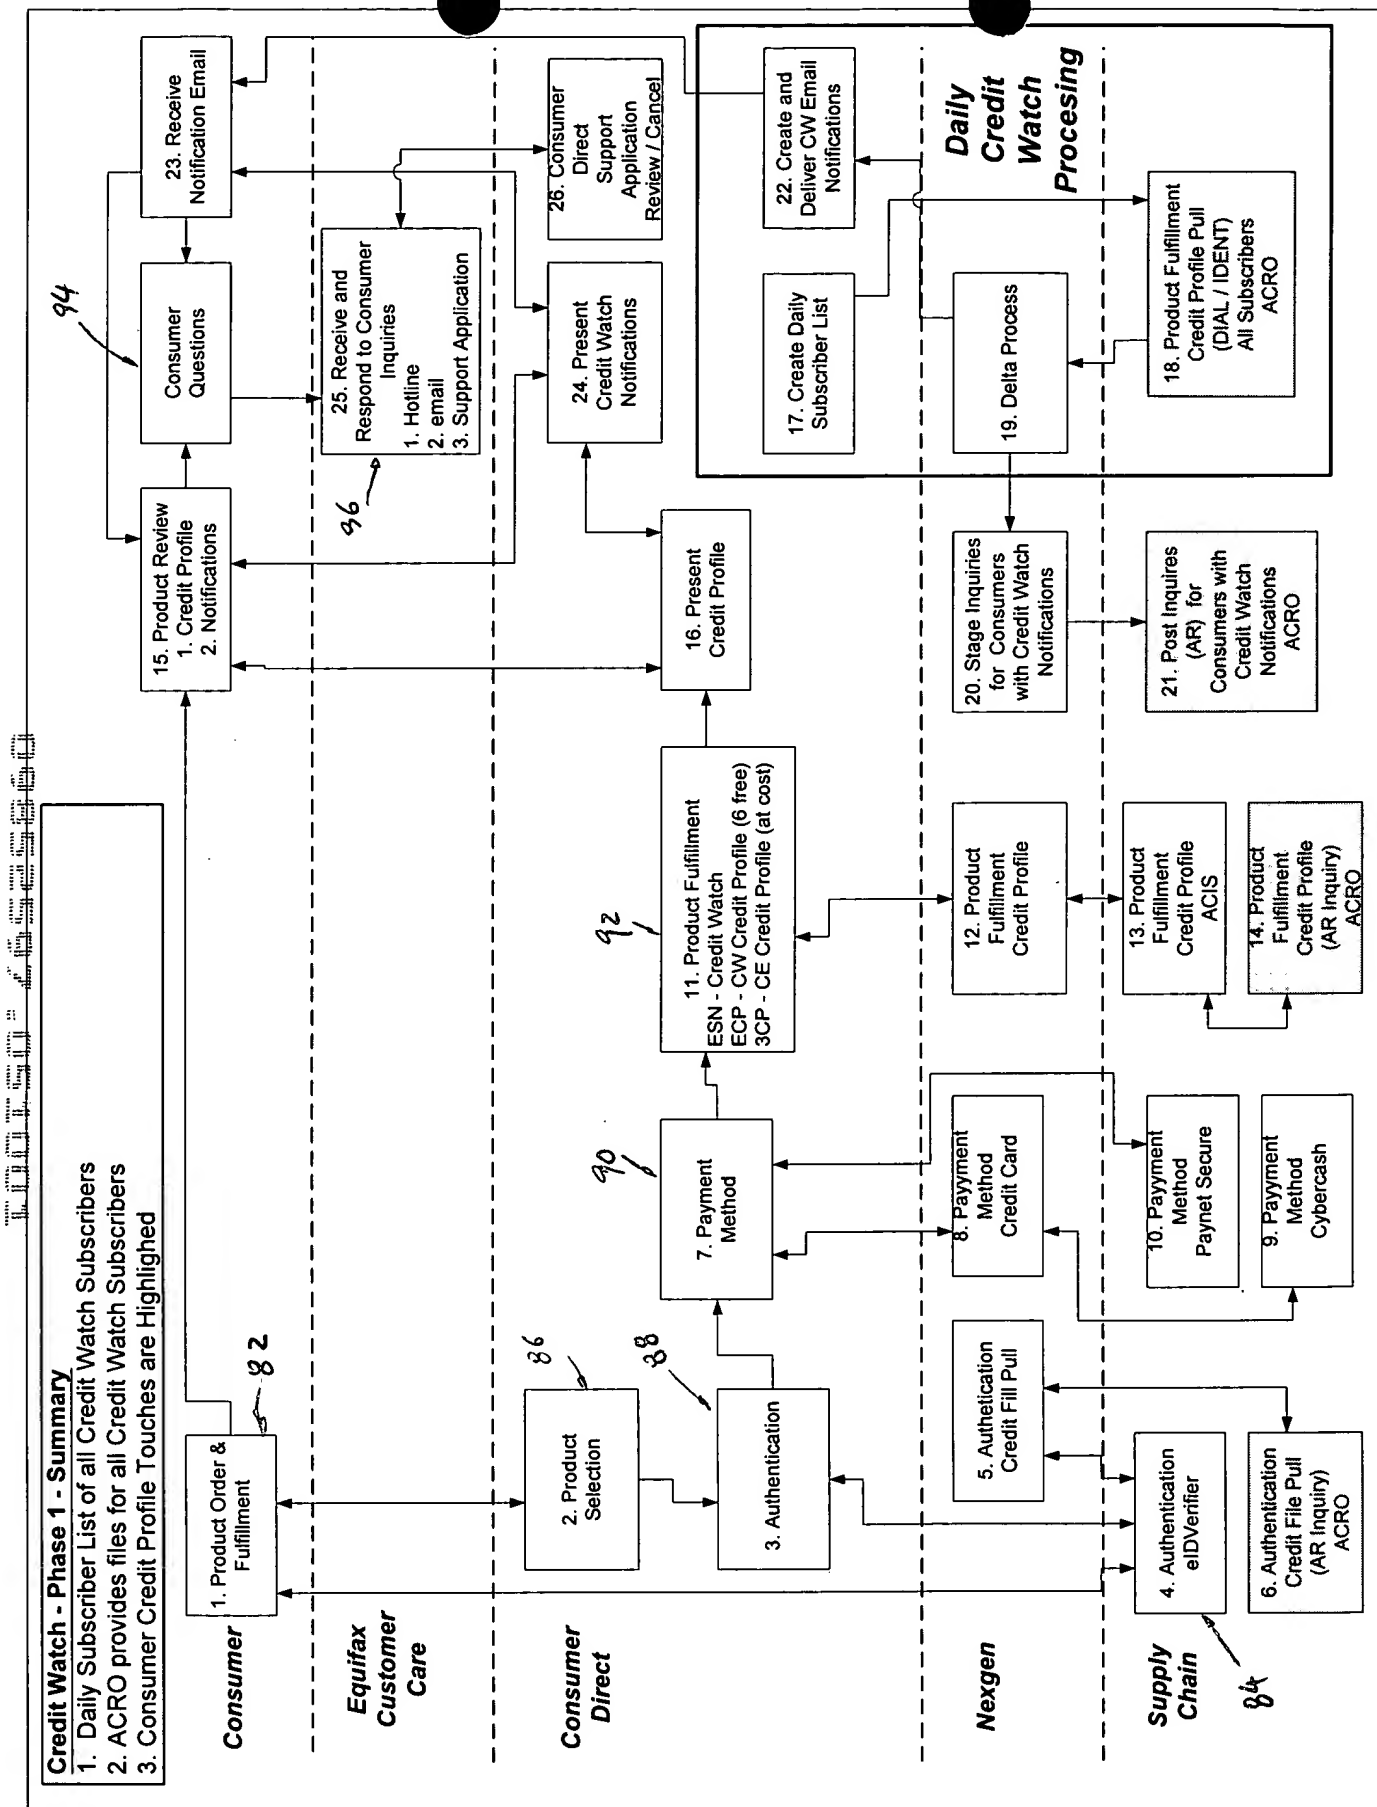 Credit Watch - Phase 1 - Summary
1. Daily Subscriber List of all Credit Watch Subscribers
2. ACRO provides files for all Credit Watch Subscribers
3. Consumer Credit Profile Touches are Highlighed
Consumer
1. Product Order &
Fulfillment
82
15. Product Review
1. Credit Profile
2. Notifications
Consumer
Questions
94
23. Receive
Notification Email
Equifax
Customer
Care
25. Receive and
Respond to Consumer
Inquiries
1. Hotline
2. email
3. Support Application
96
Consumer
Direct
2. Product
Selection
86
3. Authentication
88
7. Payyment
Method
90
11. Product Fulfillment
ESN - Credit Watch
ECP - CW Credit Profile (6 free)
3CP - CE Credit Profile (at cost)
92
16. Present
Credit Profile
24. Present
Credit Watch
Notifications
26. Consumer
Direct
Support
Application
Review / Cancel
17. Create Daily
Subscriber List
22. Create and
Deliver CW Email
Notifications
Nexgen
5. Authetication
Credit Fill Pull
8. Payyment
Method
Credit Card
12. Product
Fulfillment
Credit Profile
20. Stage Inquiries
for Consumers
with Credit Watch
Notifications
19. Delta Process
Daily
Credit
Watch
Procesing
Supply
Chain
84
4. Authentication
eIDVerifier
6. Authentication
Credit File Pull
(AR Inquiry)
ACRO
10. Payyment
Method
Paynet Secure
9. Payyment
Method
Cybercash
13. Product
Fulfillment
Credit Profile
ACIS
14. Product
Fulfillment
Credit Profile
(AR Inquiry)
ACRO
21. Post Inquires
(AR) for
Consumers with
Credit Watch
Notifications
ACRO
18. Product Fulfillment
Credit Profile Pull
(DIAL / IDENT)
All Subscribers
ACRO